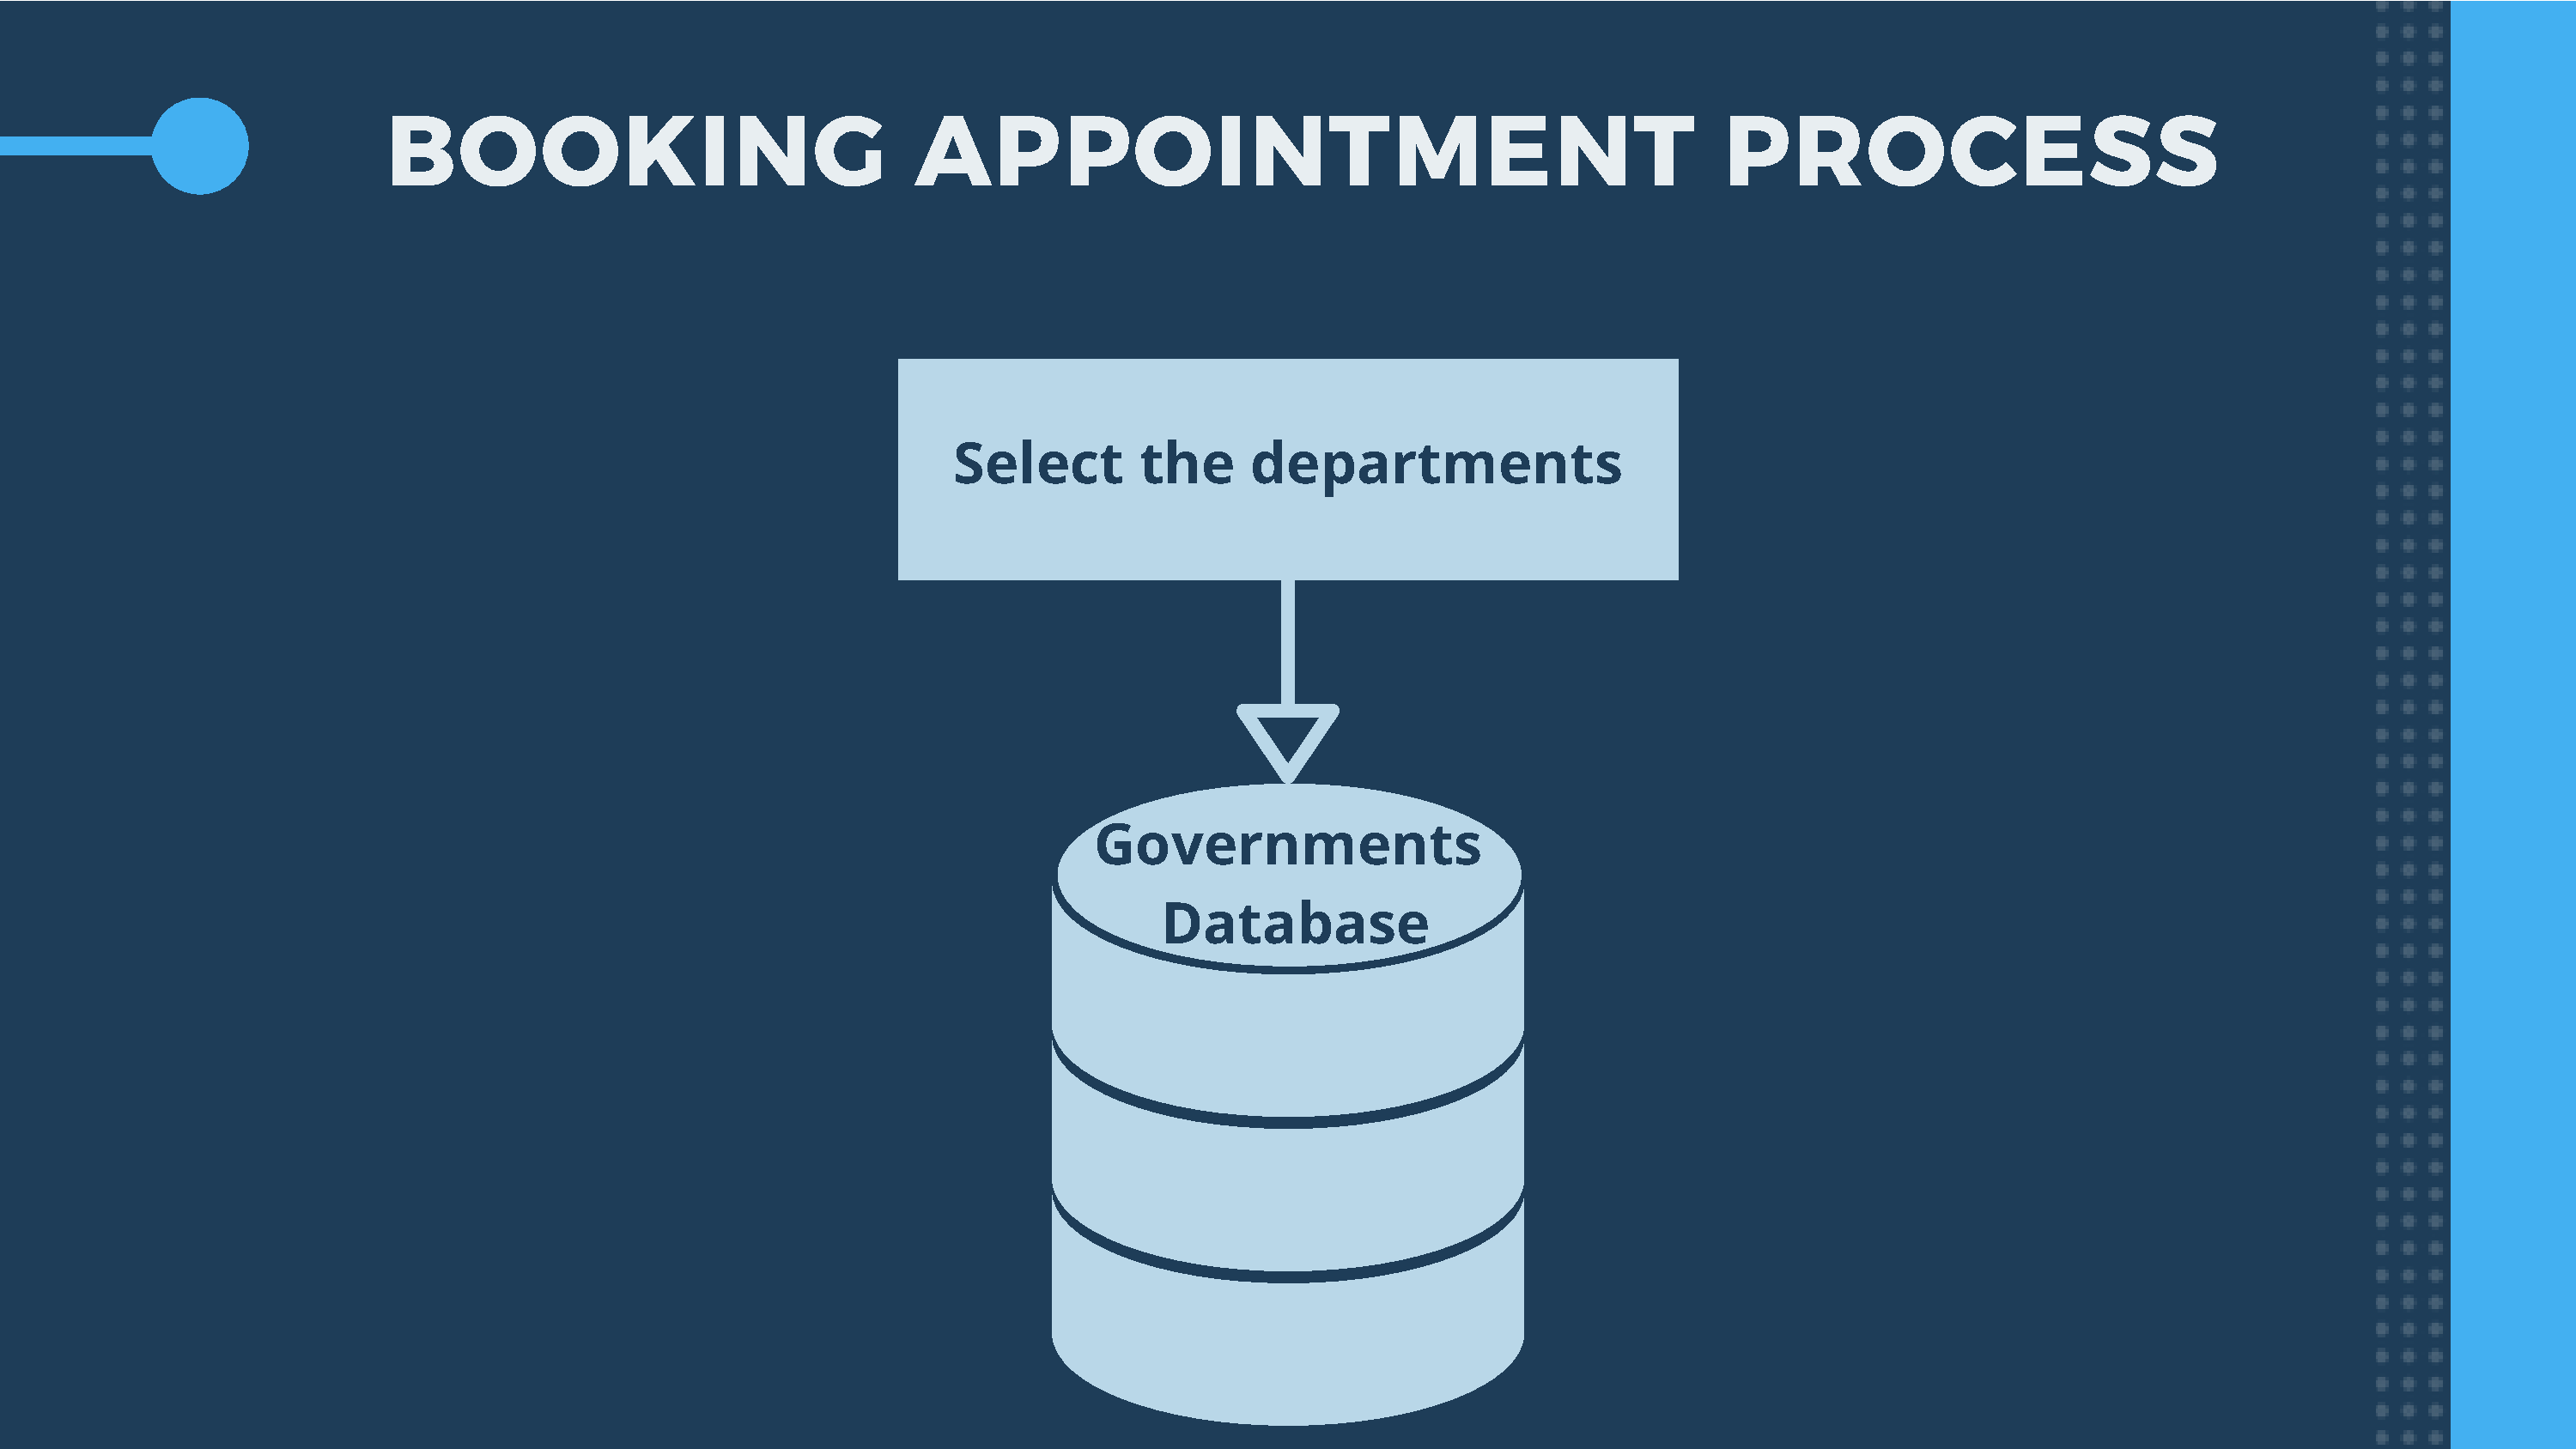 BOOKING APPOINTMENT PROCESS
Select the departments
Governments
Database